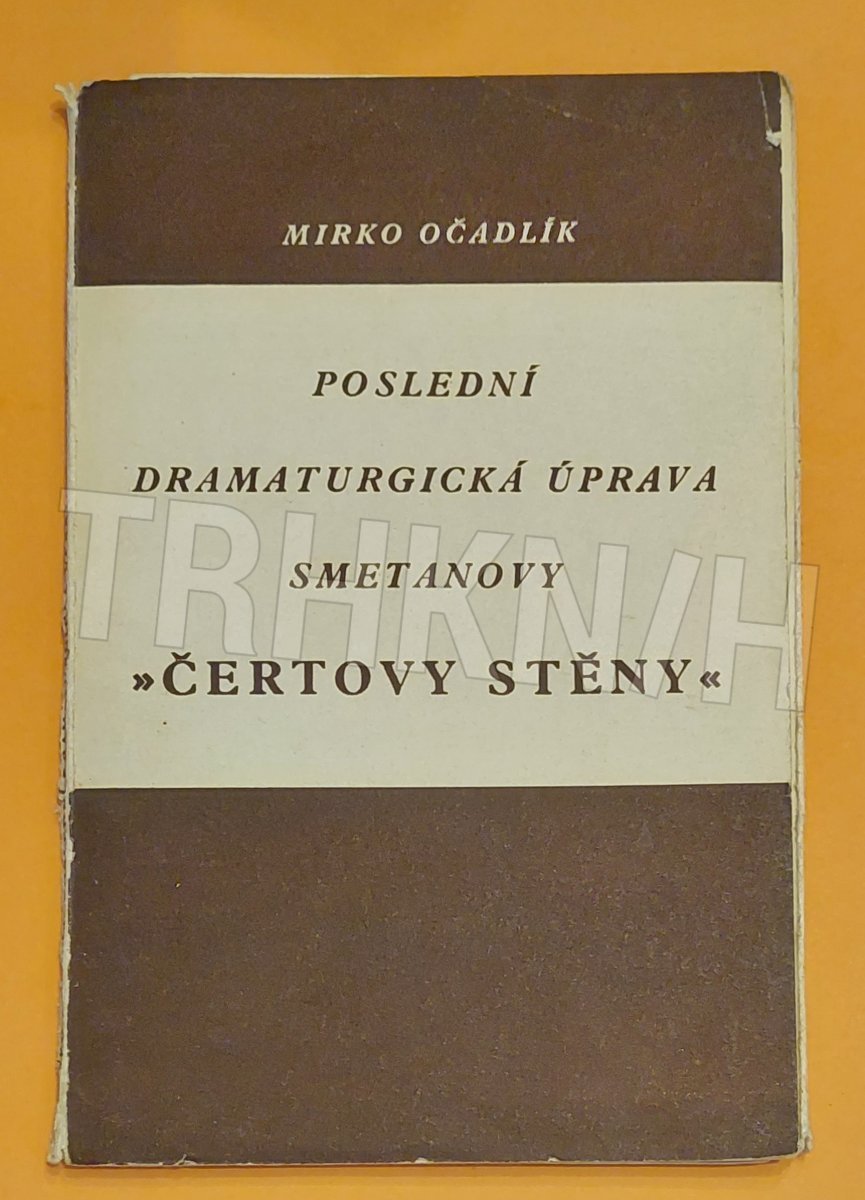 MIRKO OČADLÍK
POSLEDNÍ
DRAMATURGICKÁ ÚPRAVA
SMETANOVY
»ČERTOVY STĚNY«
TRHKNIH